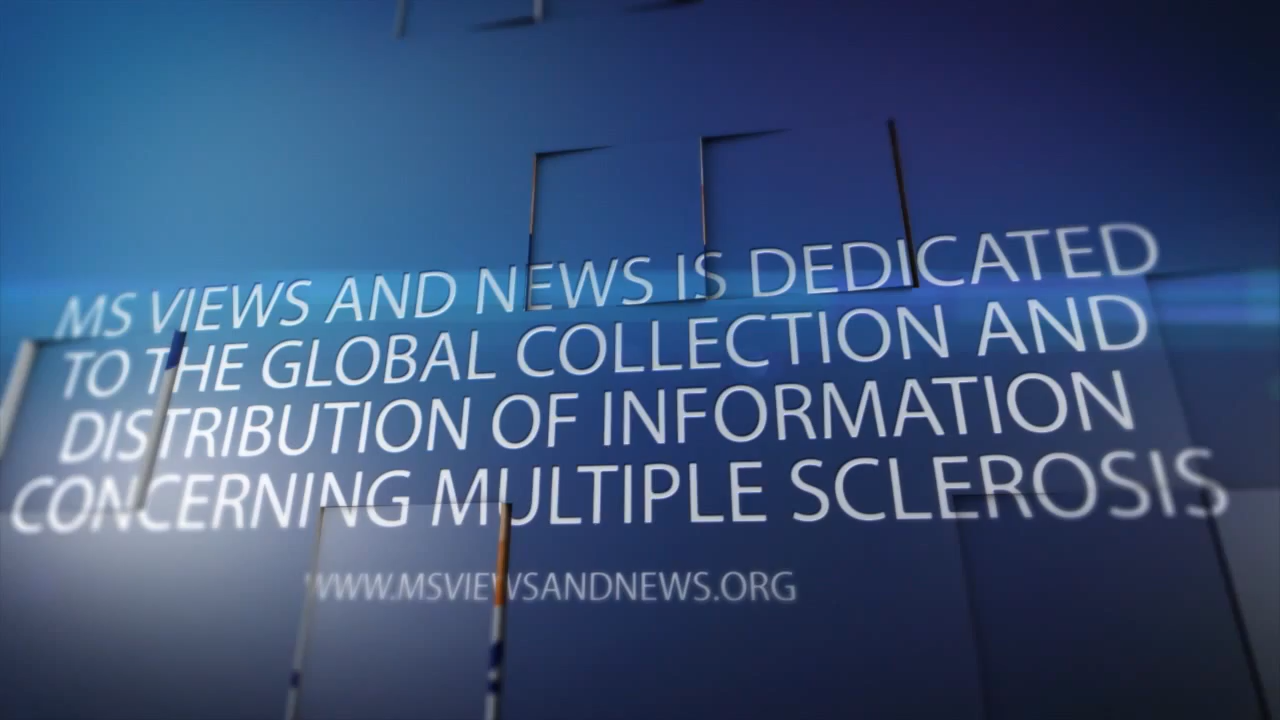 MS VIEWS AND NEWS IS DEDICATED
TO THE GLOBAL COLLECTION AND
DISTRIBUTION OF INFORMATION
CONCERNING MULTIPLE SCLEROSIS
WWW.MSVIEWSANDNEWS.ORG